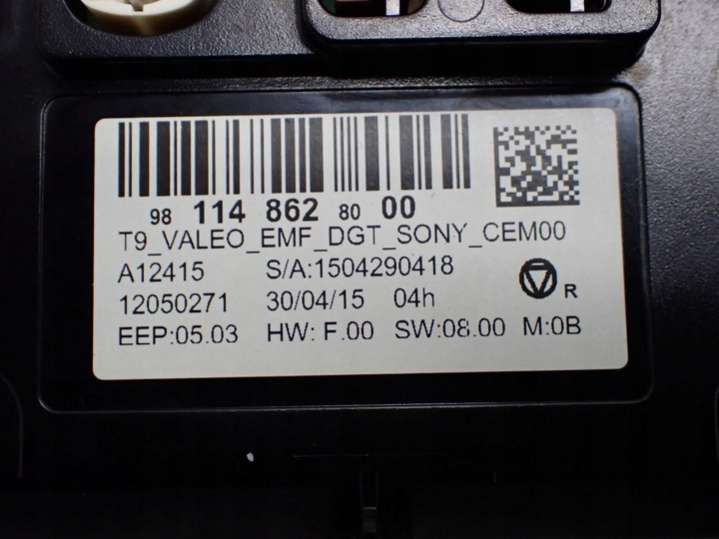 98 114 862 80 00
T9_VALEO_EMF_DGT_SONY_CEM00
A12415 S/A:1504290418
12050271 30/04/15 04h R
EEP:05.03 HW: F.00 SW:08.00 M:0B